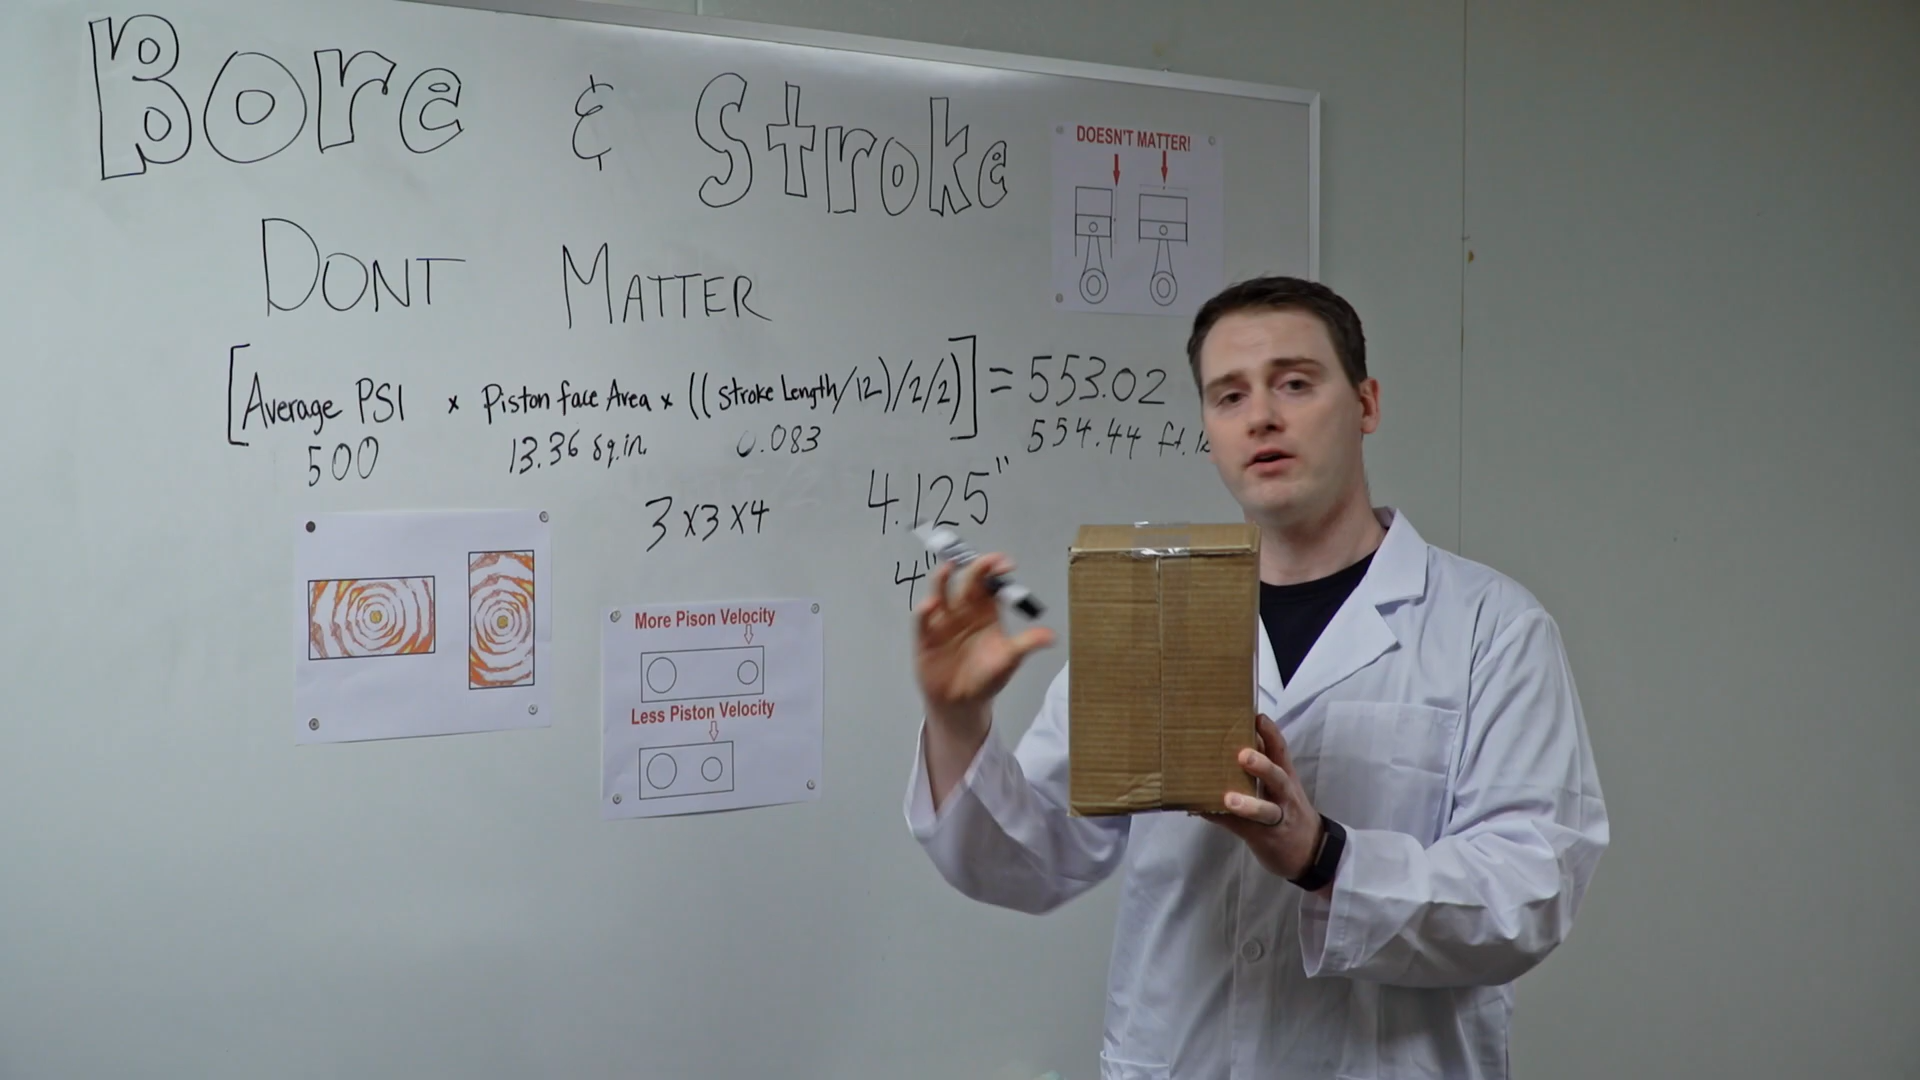 Bore & Stroke
DONT MATTER
DOESN'T MATTER!
[Average PSI x Piston face Area x ((stroke Length/12)/2/2)] = 553.02
500 13.36 sq.in. 0.083 554.44 ft.
3x3x4
4.125"
4"
More Pison Velocity
Less Piston Velocity